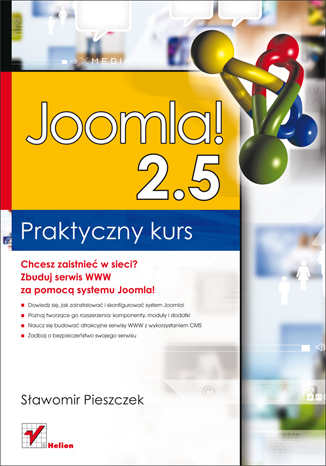 X MEDIA
Joomla!
2.5
Praktyczny kurs
Chcesz zaistnieć w sieci?
Zbuduj serwis WWW
za pomocą systemu Joomla!
Dowiedz się, jak zainstalować i skonfigurować system Joomla!
Poznaj tworzące go rozszerzenia: komponenty, moduły i dodatki
Naucz się budować atrakcyjne serwisy WWW z wykorzystaniem CMS
Zadbaj o bezpieczeństwo swojego serwisu
Sławomir Pieszczek
Helion